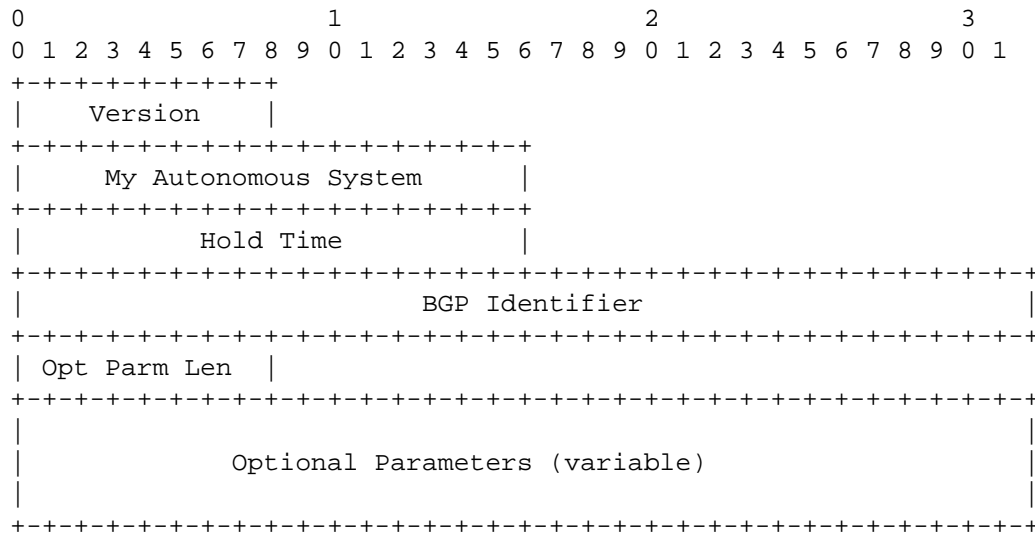 0                   1                   2                   3
0 1 2 3 4 5 6 7 8 9 0 1 2 3 4 5 6 7 8 9 0 1 2 3 4 5 6 7 8 9 0 1
+-+-+-+-+-+-+-+-+
|    Version    |
+-+-+-+-+-+-+-+-+-+-+-+-+-+-+-+-+
|     My Autonomous System      |
+-+-+-+-+-+-+-+-+-+-+-+-+-+-+-+-+
|           Hold Time           |
+-+-+-+-+-+-+-+-+-+-+-+-+-+-+-+-+-+-+-+-+-+-+-+-+-+-+-+-+-+-+-+-+
|                         BGP Identifier                        |
+-+-+-+-+-+-+-+-+-+-+-+-+-+-+-+-+-+-+-+-+-+-+-+-+-+-+-+-+-+-+-+-+
| Opt Parm Len  |
+-+-+-+-+-+-+-+-+-+-+-+-+-+-+-+-+-+-+-+-+-+-+-+-+-+-+-+-+-+-+-+-+
|                                                               |
|             Optional Parameters (variable)                    |
|                                                               |
+-+-+-+-+-+-+-+-+-+-+-+-+-+-+-+-+-+-+-+-+-+-+-+-+-+-+-+-+-+-+-+-+